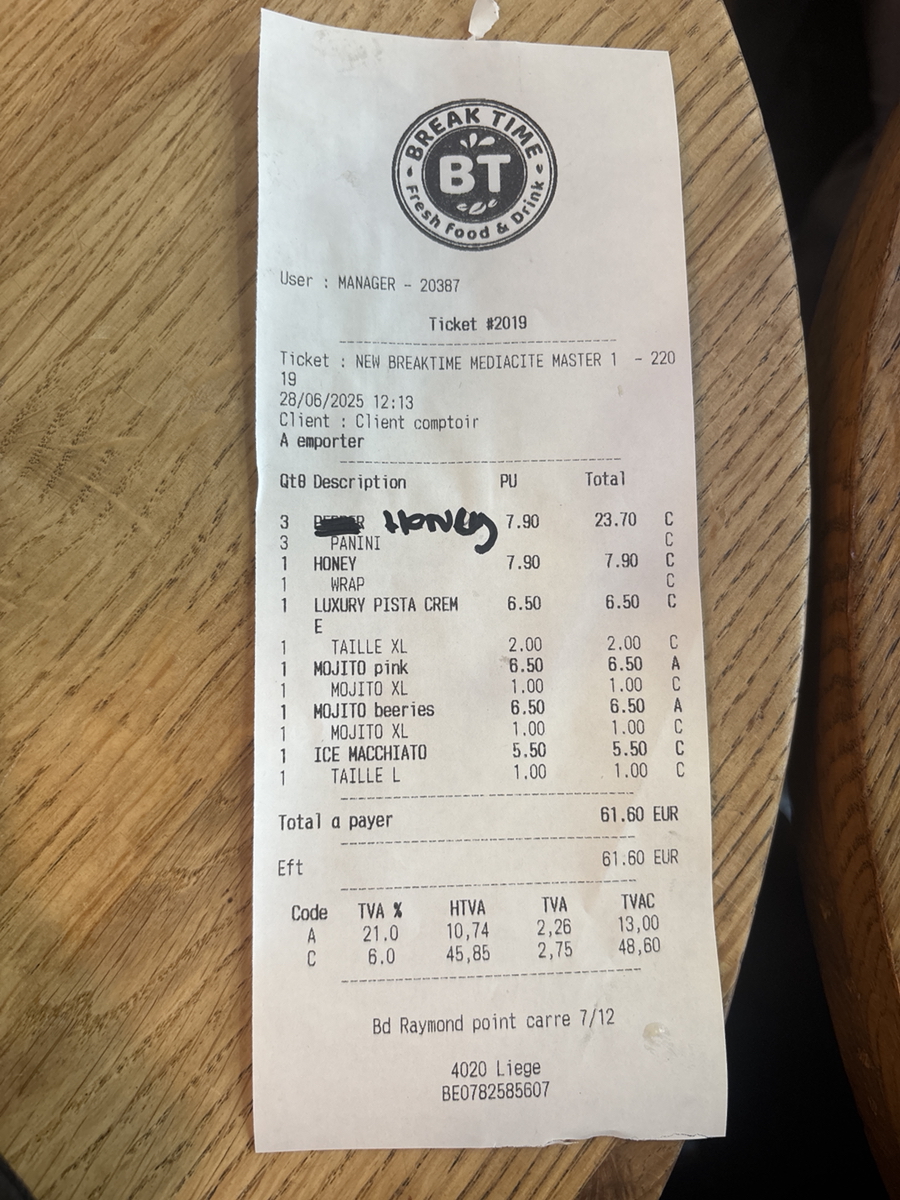 BREAK TIME
BT
Fresh Food & Drink
User : MANAGER - 20387
Ticket #2019
Ticket : NEW BREAKTIME MEDIACITE MASTER 1 - 220
19
28/06/2025 12:13
Client : Client comptoir
A emporter
Qt0 Description PU Total
3 Honey 7.90 23.70 C
3 PANINI C
1 HONEY 7.90 7.90 C
1 WRAP C
1 LUXURY PISTA CREM 6.50 6.50 C
E
1 TAILLE XL 2.00 2.00 C
1 MOJITO pink 6.50 6.50 A
1 MOJITO XL 1.00 1.00 C
1 MOJITO beeries 6.50 6.50 A
1 MOJITO XL 1.00 1.00 C
1 ICE MACCHIATO 5.50 5.50 C
1 TAILLE L 1.00 1.00 C
Total a payer 61.60 EUR
Eft 61.60 EUR
Code TVA % HTVA TVA TVAC
A 21.0 10,74 2,26 13,00
C 6.0 45,85 2,75 48,60
Bd Raymond point carre 7/12
4020 Liege
BE0782585607